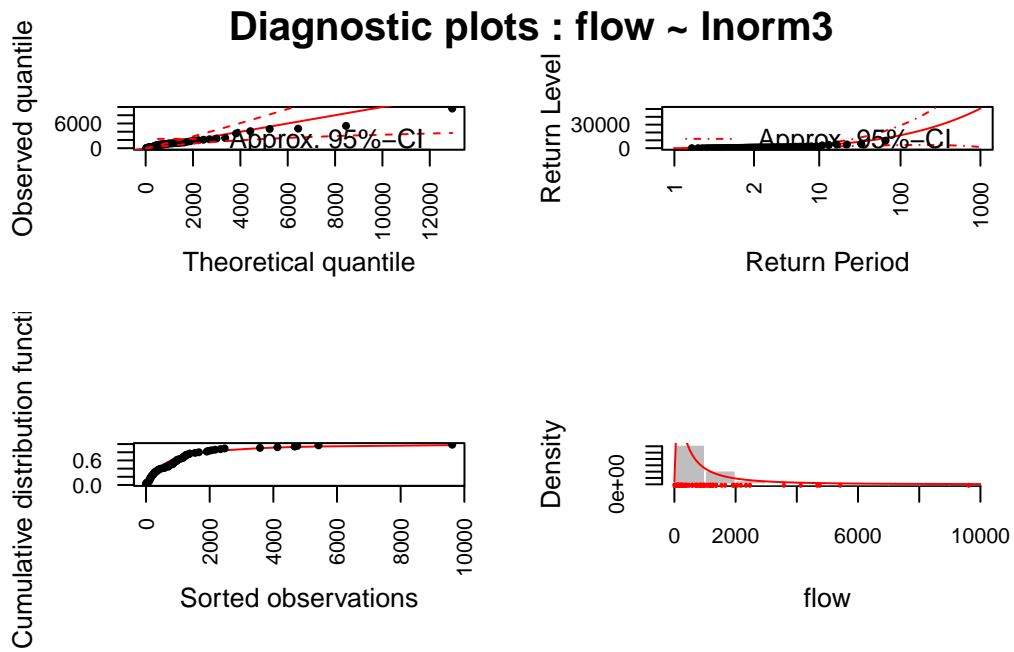 Diagnostic plots : flow ~ lnorm3
Observed quantile
6000
0
Approx. 95%−CI
0 2000 4000 6000 8000 10000 12000
Theoretical quantile
Return Level
30000
0
Approx. 95%−CI
1 2 10 100 1000
Return Period
Cumulative distribution functi
0.6
0.0
0 2000 4000 6000 8000 10000
Sorted observations
Density
0e+00
0 2000 6000 10000
flow